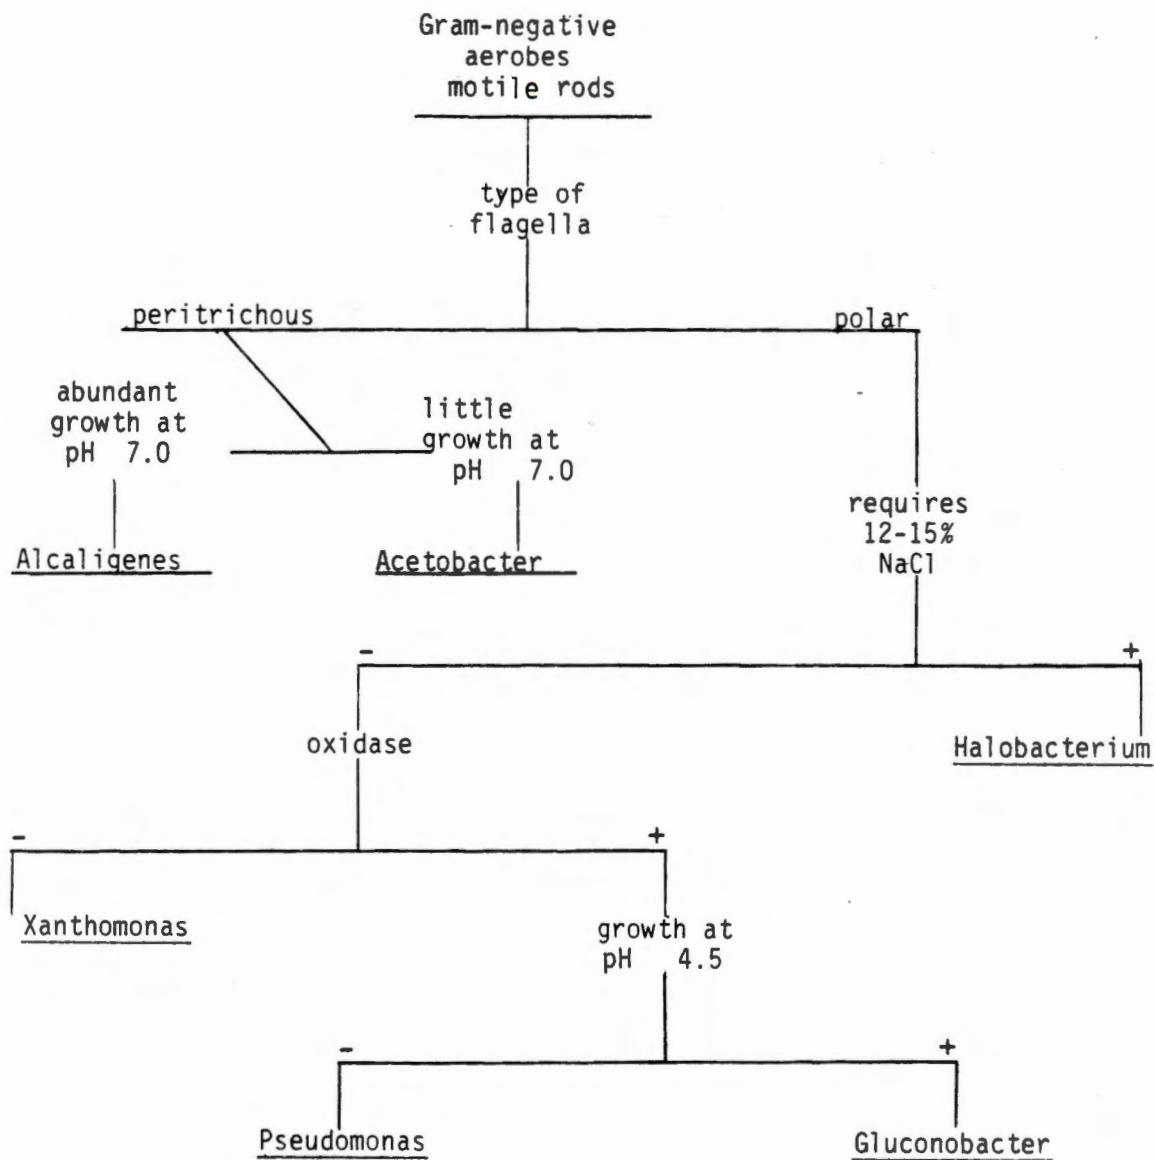 Gram-negative
aerobes
motile rods
type of
flagella
peritrichous
polar
abundant
growth at
pH 7.0
little
growth at
pH 7.0
requires
12-15%
NaCl
Alcaligenes
Acetobacter
-
+
oxidase
Halobacterium
-
+
Xanthomonas
growth at
pH 4.5
-
+
Pseudomonas
Gluconobacter